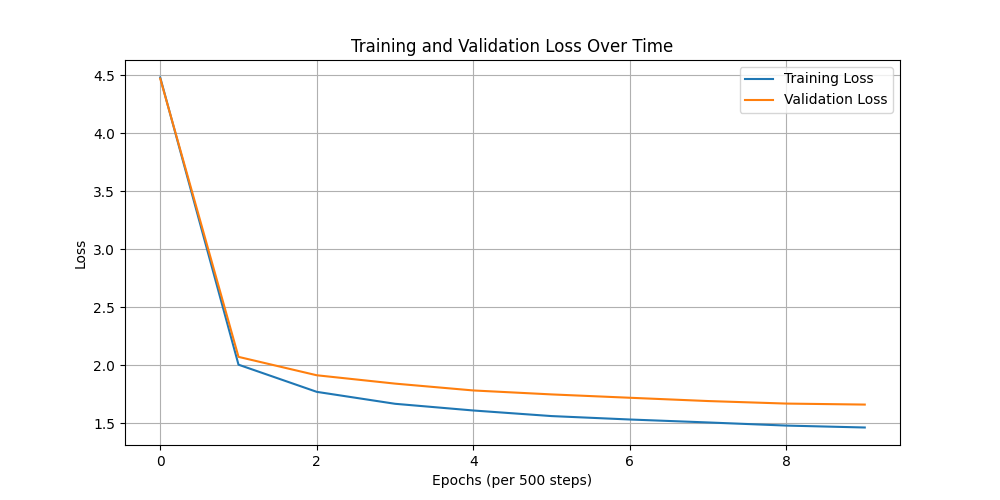 Training and Validation Loss Over Time
Training Loss
Validation Loss
4.5
4.0
3.5
3.0
2.5
2.0
1.5
Loss
0 2 4 6 8
Epochs (per 500 steps)